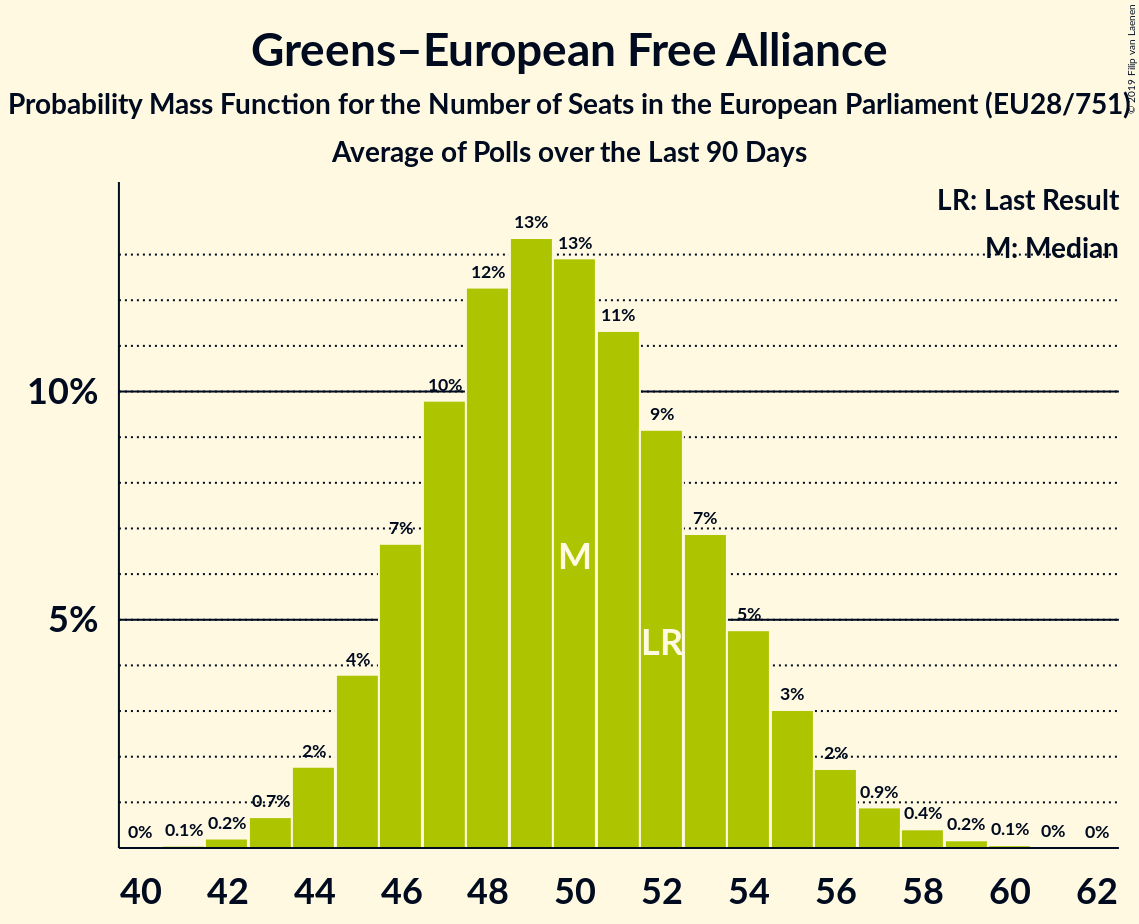 Greens–European Free Alliance
Probability Mass Function for the Number of Seats in the European Parliament (EU28/751)
Average of Polls over the Last 90 Days
© 2019 Filip van Laenen
LR: Last Result
M: Median
10%
5%
0%
0.1%
0.2%
0.7%
2%
4%
7%
10%
12%
13%
13%
11%
9%
7%
5%
3%
2%
0.9%
0.4%
0.2%
0.1%
0%
0%
M
LR
40 42 44 46 48 50 52 54 56 58 60 62